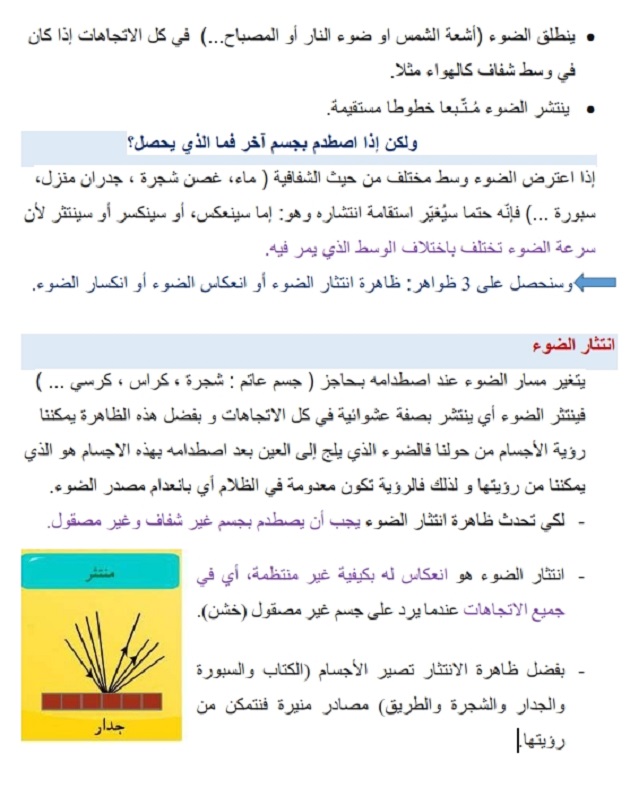 • ينطلق الضوء (أشعة الشمس او ضوء النار أو المصباح...) في كل الاتجاهات إذا كان
في وسط شفاف كالهواء مثلا.
• ينتشر الضوء مُتّبعا خطوطا مستقيمة.
ولكن إذا اصطدم بجسم آخر فما الذي يحصل؟
إذا اعترض الضوء وسط مختلف من حيث الشفافية ( ماء، غصن شجرة ، جدران منزل،
سبورة ...) فإنّه حتما سيُغيّر استقامة انتشاره وهو: إما سينعكس، أو سينكسر أو سينتثر لأن
سرعة الضوء تختلف باختلاف الوسط الذي يمر فيه.
وسنحصل على 3 ظواهر: ظاهرة انتثار الضوء أو انعكاس الضوء أو انكسار الضوء.
انتثار الضوء
يتغير مسار الضوء عند اصطدامه بحاجز ( جسم عاتم : شجرة ، كراس ، كرسي ... )
فينتثر الضوء أي ينتشر بصفة عشوائية في كل الاتجاهات و بفضل هذه الظاهرة يمكننا
رؤية الأجسام من حولنا فالضوء الذي يلج إلى العين بعد اصطدامه بهذه الاجسام هو الذي
يمكننا من رؤيتها و لذلك فالرؤية تكون معدومة في الظلام أي بانعدام مصدر الضوء.
- لكي تحدث ظاهرة انتثار الضوء يجب أن يصطدم بجسم غير شفاف وغير مصقول.
- انتثار الضوء هو انعكاس له بكيفية غير منتظمة، أي في
جميع الاتجاهات عندما يرد على جسم غير مصقول (خشن).
- بفضل ظاهرة الانتثار تصير الأجسام (الكتاب والسبورة
والجدار والشجرة والطريق) مصادر منيرة فنتمكن من
رؤيتها.
منتثر
جدار